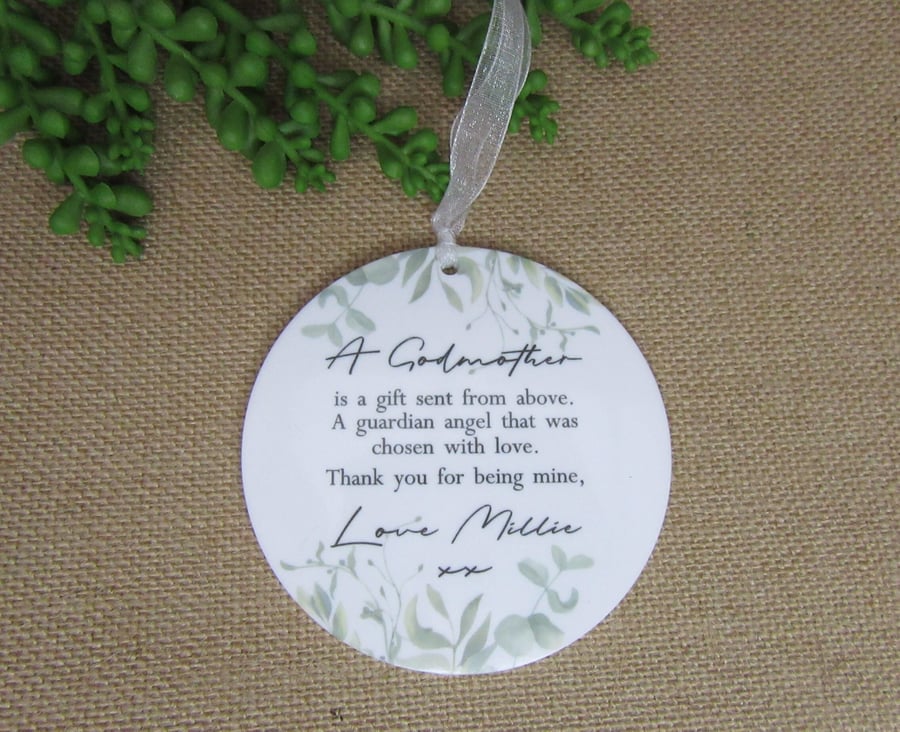 A Godmother
is a gift sent from above.
A guardian angel that was
chosen with love.
Thank you for being mine,
Love Millie
xx